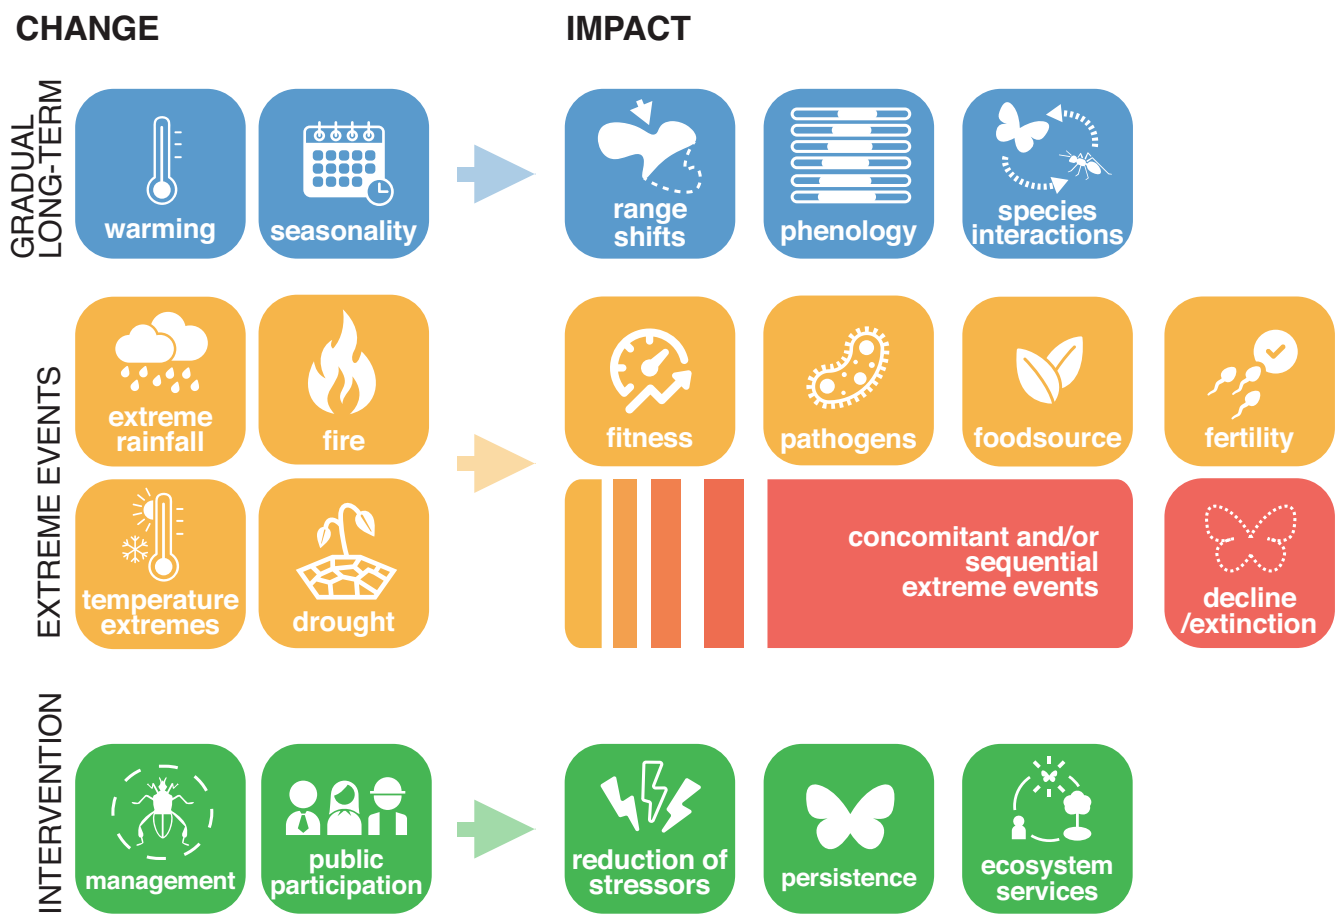 CHANGE
IMPACT
GRADUAL
LONG-TERM
warming
seasonality
range
shifts
phenology
species
interactions
EXTREME EVENTS
extreme
rainfall
fire
fitness
pathogens
foodsource
fertility
temperature
extremes
drought
concomitant and/or
sequential
extreme events
decline
/extinction
INTERVENTION
management
public
participation
reduction of
stressors
persistence
ecosystem
services